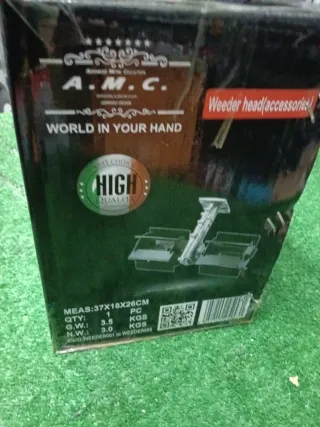 A.M.C.
Weeder head(accessories)
WORLD IN YOUR HAND
HIGH
QUALITY
MEAS:37X18X26CM
QTY: 1 PC
G.W.: 3.5 KGS
N.W.: 3.0 KGS